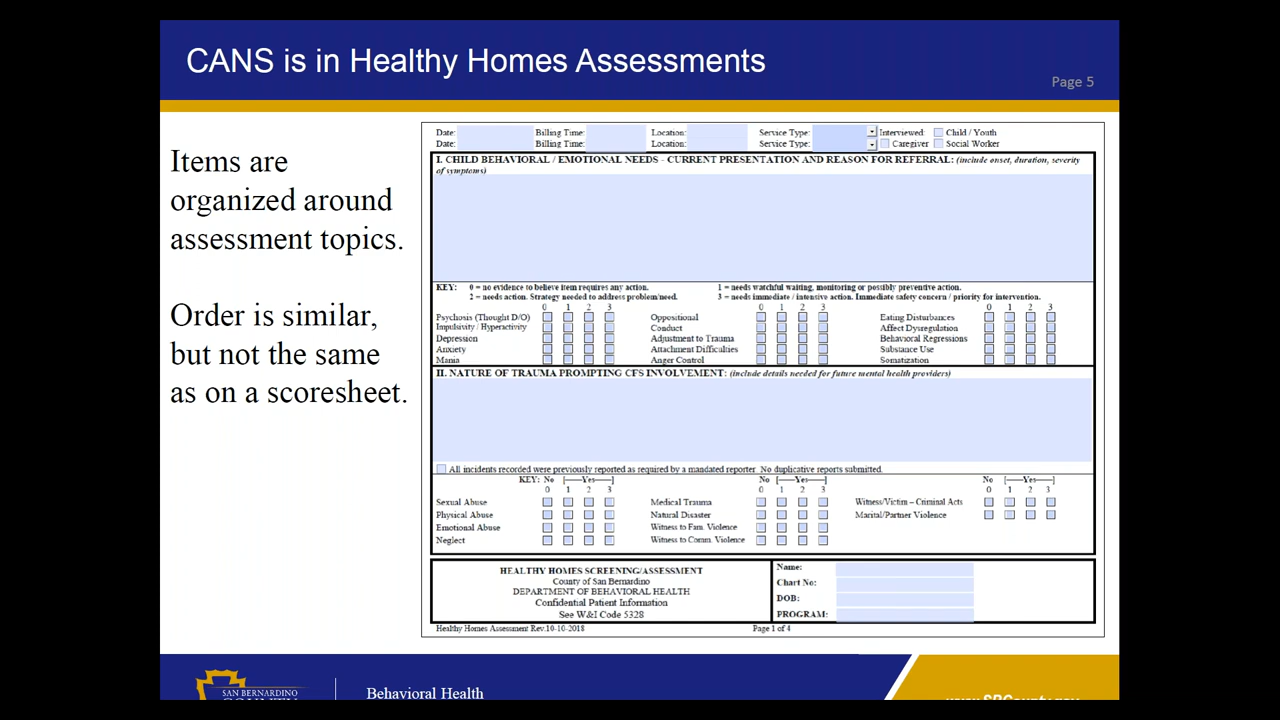 CANS is in Healthy Homes Assessments
Page 5
Items are
organized around
assessment topics.
Order is similar,
but not the same
as on a scoresheet.
Date: Billing Time: Location: Service Type: Interviewed: Child / Youth
Date: Billing Time: Location: Service Type: Caregiver Social Worker
I. CHILD BEHAVIORAL / EMOTIONAL NEEDS - CURRENT PRESENTATION AND REASON FOR REFERRAL: (include onset, duration, severity
of symptoms)
KEY: 0 = no evidence to believe item requires any action. 1 = needs watchful waiting, monitoring or possibly preventive action.
2 = needs action. Strategy needed to address problem/need. 3 = needs immediate / intensive action. Immediate safety concern / priority for intervention.
0 1 2 3 0 1 2 3 0 1 2 3
Psychosis (Thought D/O) Oppositional Eating Disturbances
Impulsivity / Hyperactivity Conduct Affect Dysregulation
Depression Adjustment to Trauma Behavioral Regressions
Anxiety Attachment Difficulties Substance Use
Mania Anger Control Somatization
II. NATURE OF TRAUMA PROMPTING CFS INVOLVEMENT: (include details needed for future mental health providers)
All incidents recorded were previously reported as required by a mandated reporter No duplicative reports submitted.
KEY: No [----Yes----] No [----Yes----] No [----Yes----]
0 1 2 3 0 1 2 3 0 1 2 3
Sexual Abuse Medical Trauma Witness/Victim – Criminal Acts
Physical Abuse Natural Disaster Marital/Partner Violence
Emotional Abuse Witness to Fam. Violence
Neglect Witness to Comm. Violence
HEALTHY HOMES SCREENING/ASSESSMENT
County of San Bernardino
DEPARTMENT OF BEHAVIORAL HEALTH
Confidential Patient Information
See W&I Code 5328
Name:
Chart No:
DOB:
PROGRAM:
Healthy Homes Assessment Rev.10-10-2018 Page 1 of 4
SAN BERNARDINO
COUNTY
Behavioral Health
www.SBCounty.gov